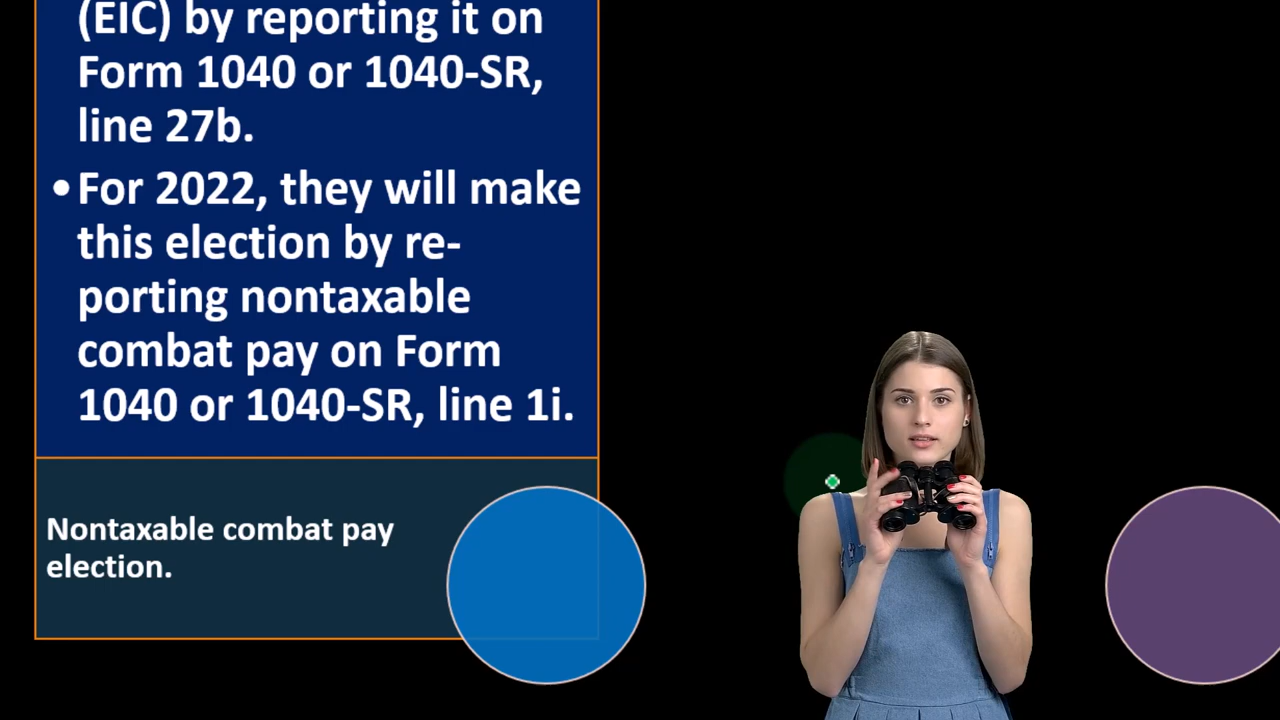 (EIC) by reporting it on
Form 1040 or 1040-SR,
line 27b.
•For 2022, they will make
this election by re-
porting nontaxable
combat pay on Form
1040 or 1040-SR, line 1i.
Nontaxable combat pay
election.